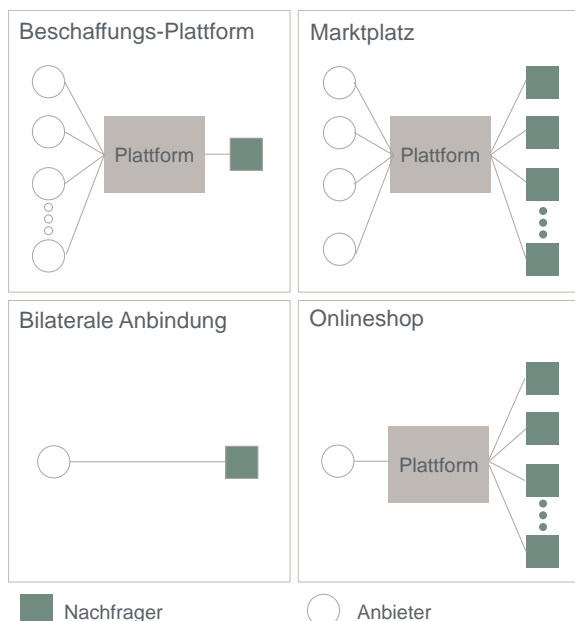 Beschaffungs-Plattform
Plattform
Marktplatz
Plattform
Bilaterale Anbindung
Onlineshop
Plattform
Nachfrager
Anbieter